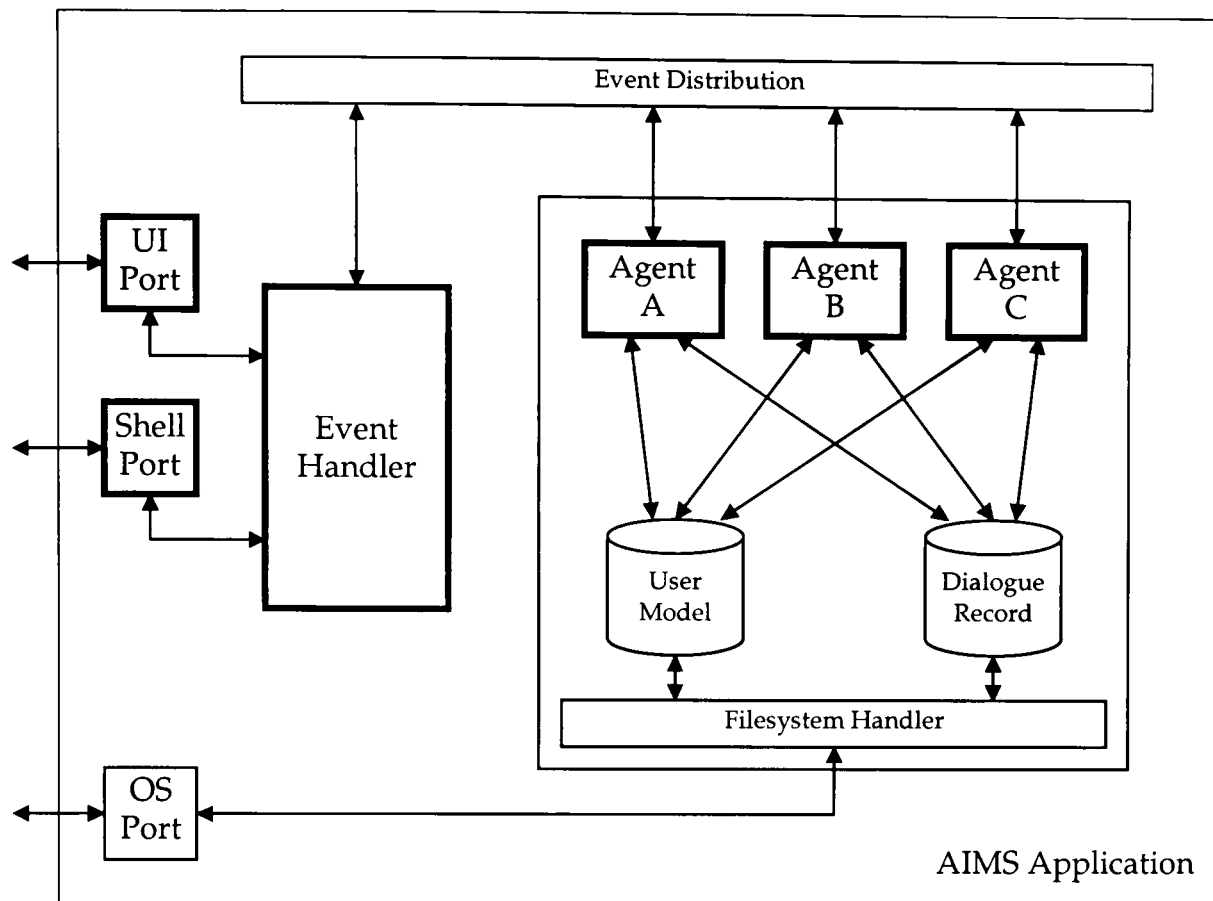 Event Distribution
UI
Port
Agent
A
Agent
B
Agent
C
Shell
Port
Event
Handler
User
Model
Dialogue
Record
Filesystem Handler
OS
Port
AIMS Application